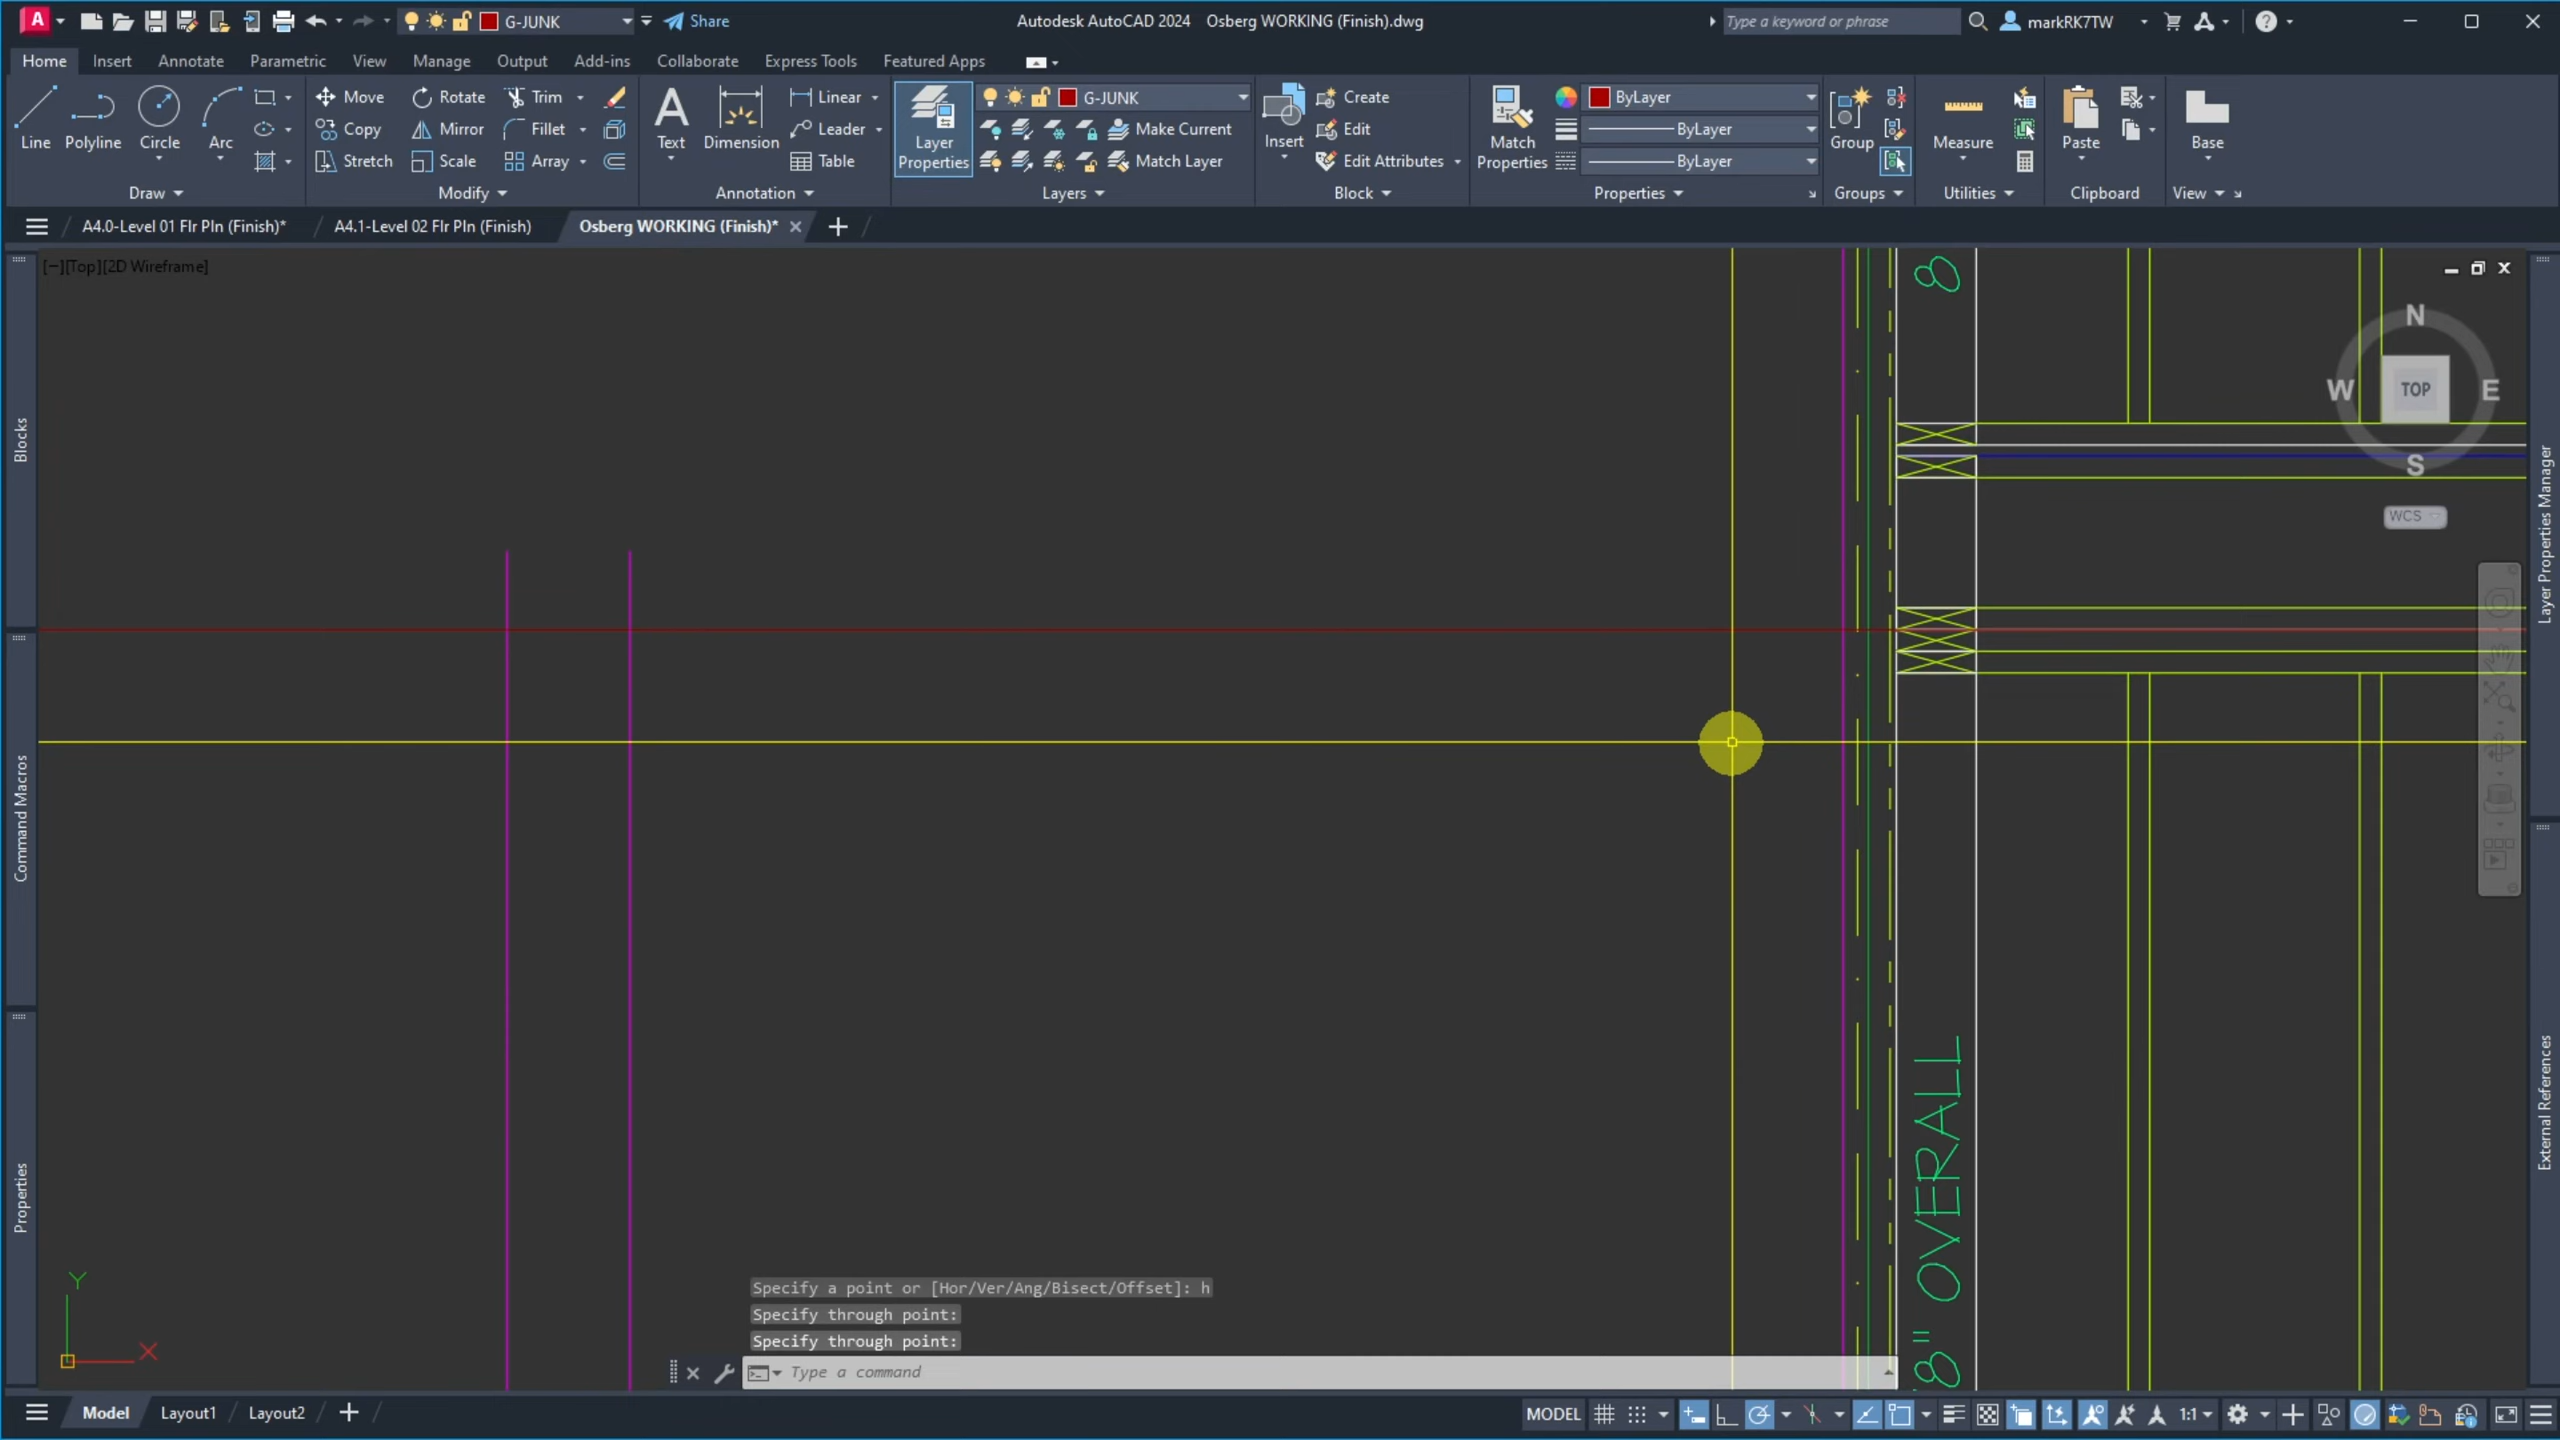 A G-JUNK Share Autodesk AutoCAD 2024 Osberg WORKING (Finish).dwg Type a keyword or phrase markRK7TW
Home Insert Annotate Parametric View Manage Output Add-ins Collaborate Express Tools Featured Apps
Move Rotate Trim Linear G-JUNK Create ByLayer
Line Polyline Circle Arc Copy Mirror Fillet Text Dimension Leader Layer Properties Make Current Insert Edit Match Properties ByLayer Group Measure Paste Base
Stretch Scale Array Table Match Layer Edit Attributes ByLayer
Draw Modify Annotation Layers Block Properties Groups Utilities Clipboard View
A4.0-Level 01 Flr Pln (Finish)* A4.1-Level 02 Flr Pln (Finish) Osberg WORKING (Finish)*
[−][Top][2D Wireframe]
8
N
W TOP E
S
WCS
Blocks
Command Macros
Properties
Layer Properties Manager
External References
8" OVERALL
Y
X
Specify a point or [Hor/Ver/Ang/Bisect/Offset]: h
Specify through point:
Specify through point:
Type a command
Model Layout1 Layout2 MODEL 1:1